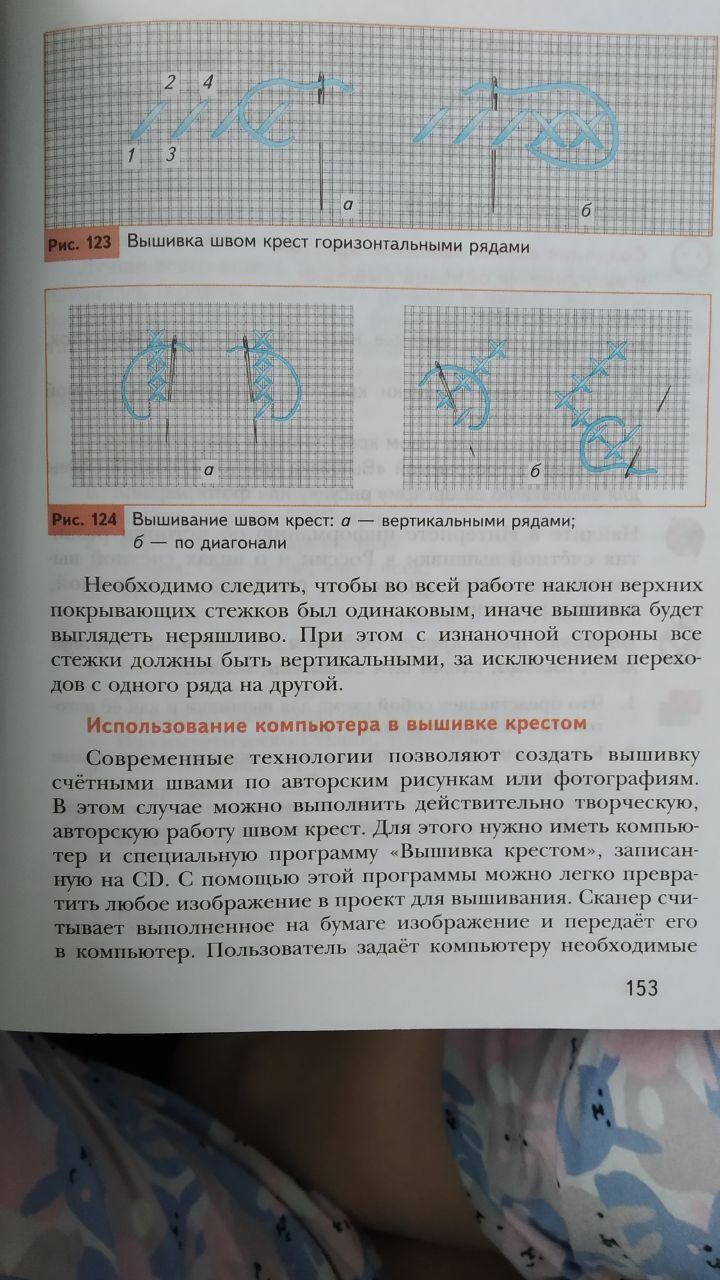 2 4
1 3
а
б
Рис. 123 Вышивка швом крест горизонтальными рядами
а
б
Рис. 124 Вышивание швом крест: а — вертикальными рядами;
б — по диагонали
Необходимо следить, чтобы во всей работе наклон верхних
покрывающих стежков был одинаковым, иначе вышивка будет
выглядеть неряшливо. При этом с изнаночной стороны все
стежки должны быть вертикальными, за исключением перехо-
дов с одного ряда на другой.
Использование компьютера в вышивке крестом
Современные технологии позволяют создать вышивку
счётными швами по авторским рисункам или фотографиям.
В этом случае можно выполнить действительно творческую,
авторскую работу швом крест. Для этого нужно иметь компью-
тер и специальную программу «Вышивка крестом», записан-
ную на CD. С помощью этой программы можно легко превра-
тить любое изображение в проект для вышивания. Сканер счи-
тывает выполненное на бумаге изображение и передаёт его
в компьютер. Пользователь задаёт компьютеру необходимые
153